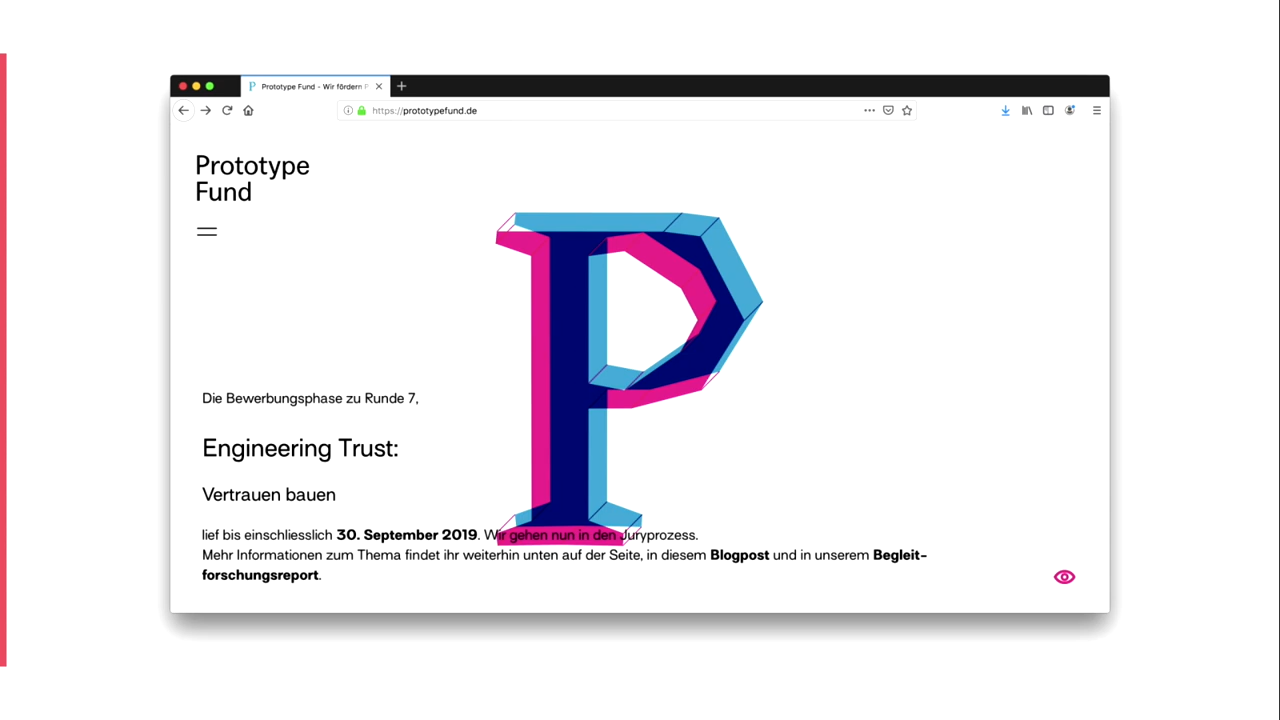 Prototype Fund - Wir fördern
https://prototypefund.de
Prototype
Fund
P
Die Bewerbungsphase zu Runde 7,
Engineering Trust:
Vertrauen bauen
lief bis einschliesslich 30. September 2019. Wir gehen nun in den Juryprozess.
Mehr Informationen zum Thema findet ihr weiterhin unten auf der Seite, in diesem Blogpost und in unserem Begleit-
forschungsreport.